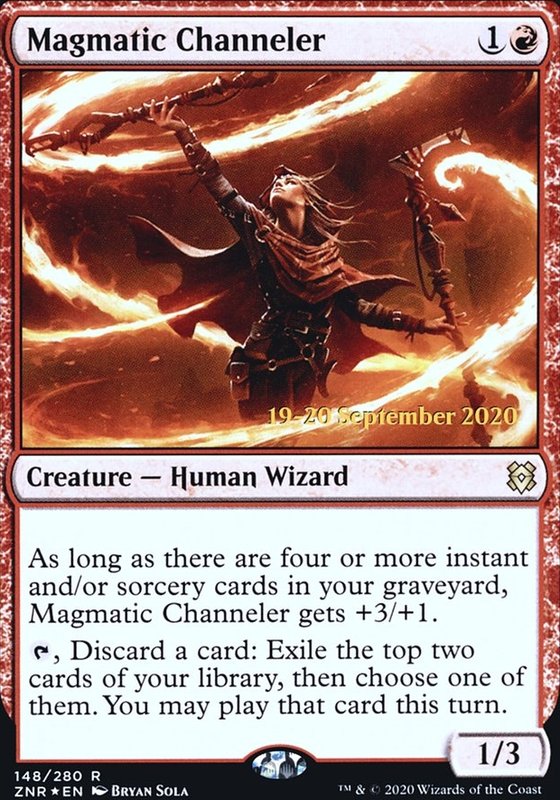 Magmatic Channeler 1
19-20 September 2020
Creature — Human Wizard
As long as there are four or more instant
and/or sorcery cards in your graveyard,
Magmatic Channeler gets +3/+1.
, Discard a card: Exile the top two
cards of your library, then choose one of
them. You may play that card this turn.
1/3
148/280 R
ZNR★EN Bryan Sola
™ & © 2020 Wizards of the Coast